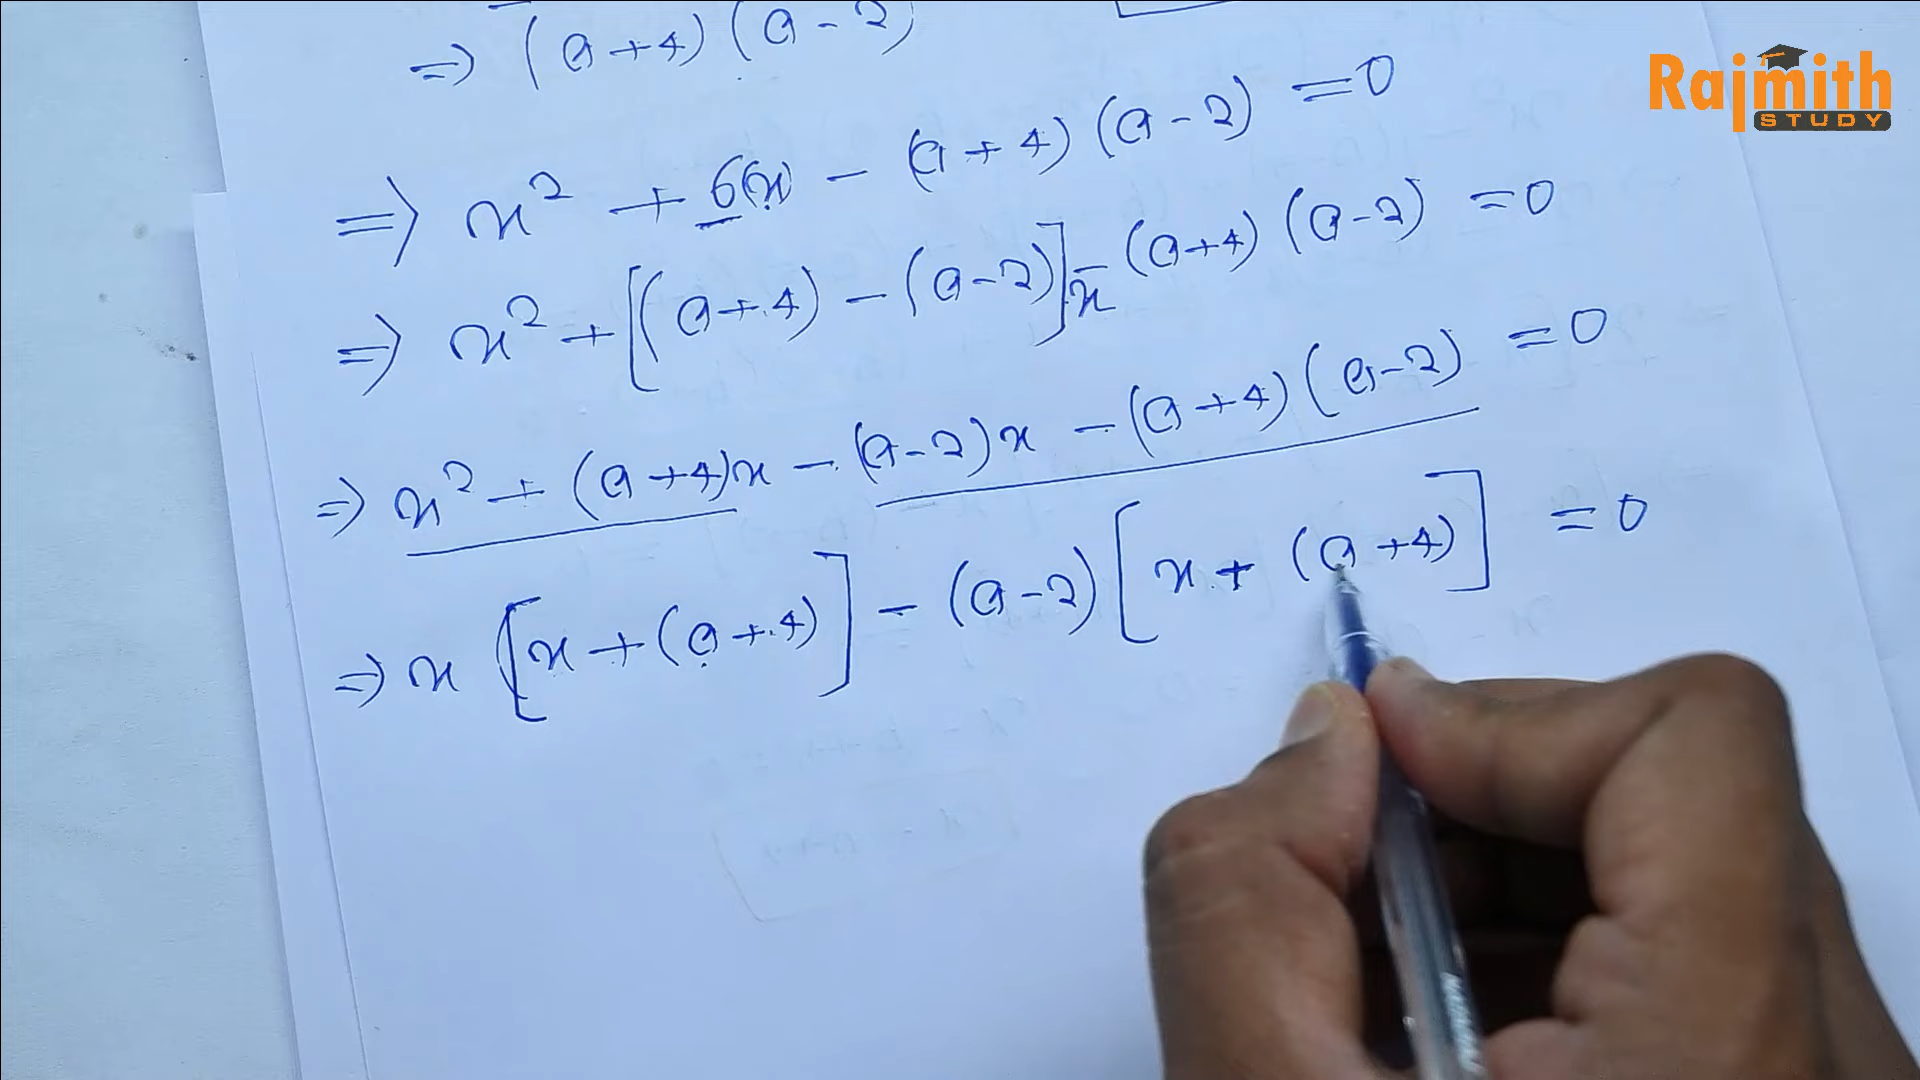 ⇒ (a+4)(a-2)
⇒ x² + 6(x) - (a+4)(a-2) = 0
⇒ x² + [(a+4) - (a-2)]x - (a+4)(a-2) = 0
⇒ x² + (a+4)x - (a-2)x - (a+4)(a-2) = 0
⇒ x [x + (a+4)] - (a-2)[x + (a+4)] = 0
Rajmith
STUDY